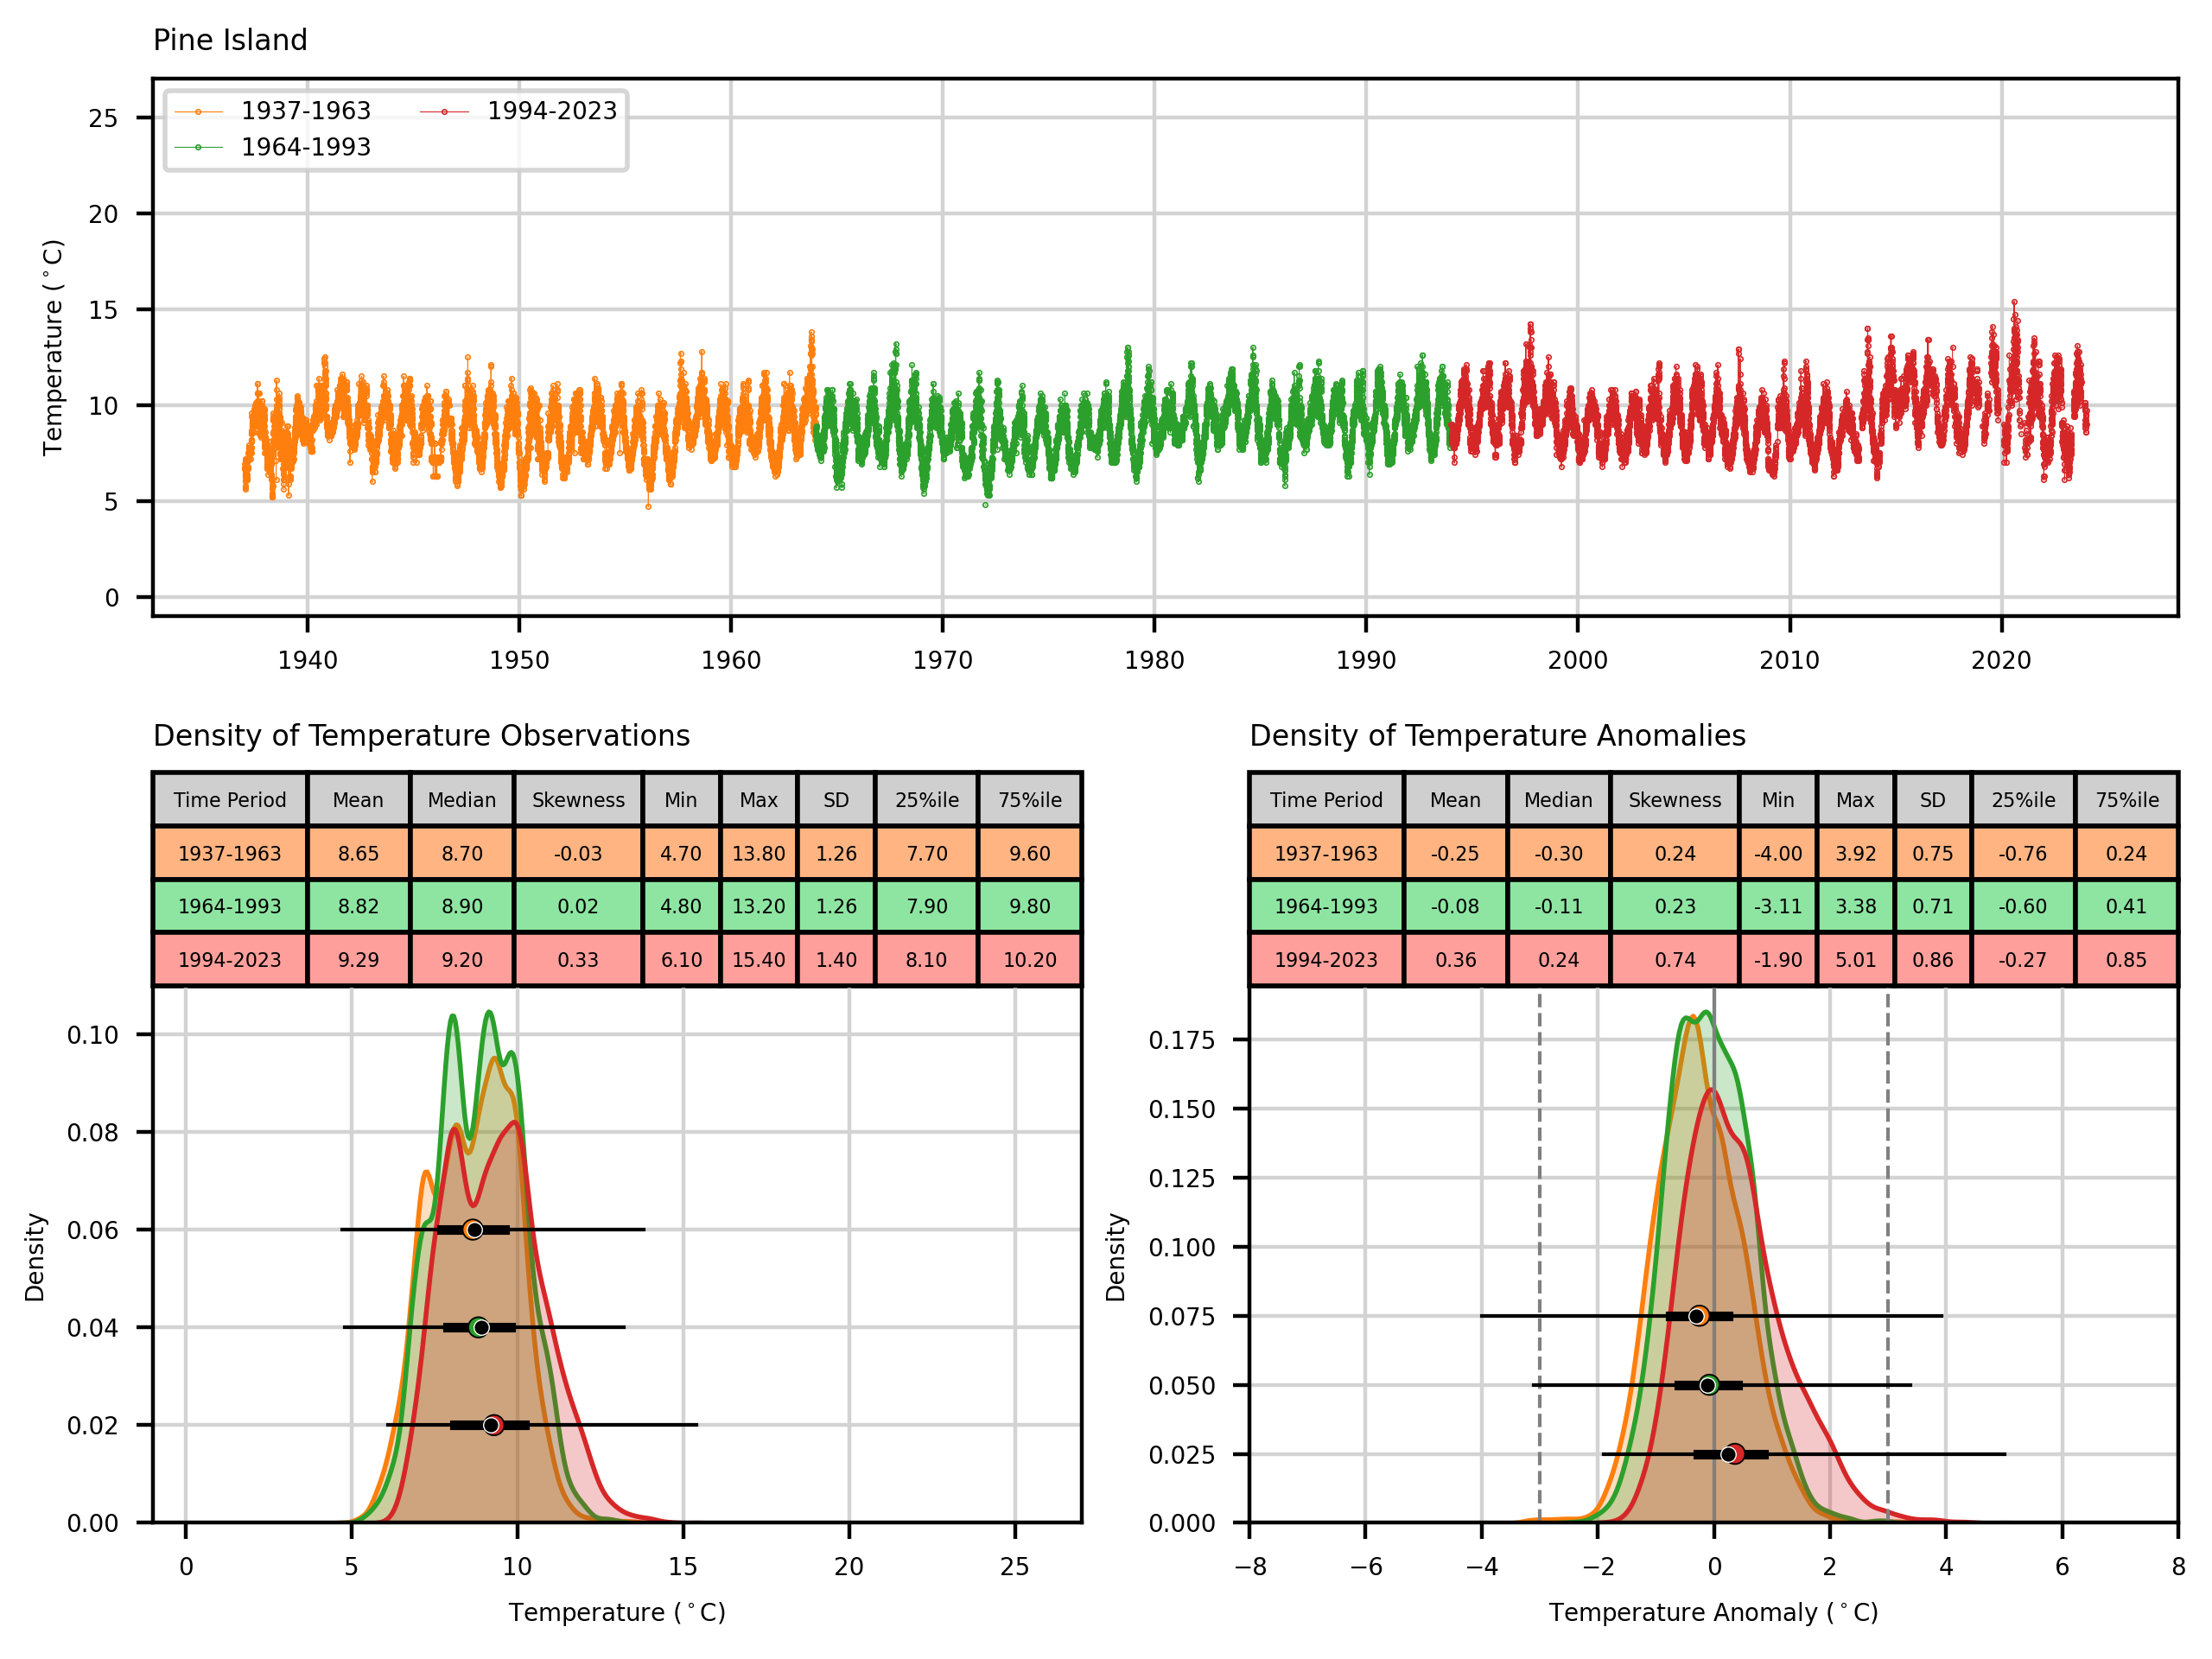 Pine Island
1937-1963 1994-2023
1964-1993
25
20
15
10
5
0
Temperature (°C)
1940 1950 1960 1970 1980 1990 2000 2010 2020
Density of Temperature Observations
Time Period Mean Median Skewness Min Max SD 25%ile 75%ile
1937-1963 8.65 8.70 -0.03 4.70 13.80 1.26 7.70 9.60
1964-1993 8.82 8.90 0.02 4.80 13.20 1.26 7.90 9.80
1994-2023 9.29 9.20 0.33 6.10 15.40 1.40 8.10 10.20
0.10
0.08
0.06
0.04
0.02
0.00
Density
0 5 10 15 20 25
Temperature (°C)
Density of Temperature Anomalies
Time Period Mean Median Skewness Min Max SD 25%ile 75%ile
1937-1963 -0.25 -0.30 0.24 -4.00 3.92 0.75 -0.76 0.24
1964-1993 -0.08 -0.11 0.23 -3.11 3.38 0.71 -0.60 0.41
1994-2023 0.36 0.24 0.74 -1.90 5.01 0.86 -0.27 0.85
0.175
0.150
0.125
0.100
0.075
0.050
0.025
0.000
Density
−8 −6 −4 −2 0 2 4 6 8
Temperature Anomaly (°C)